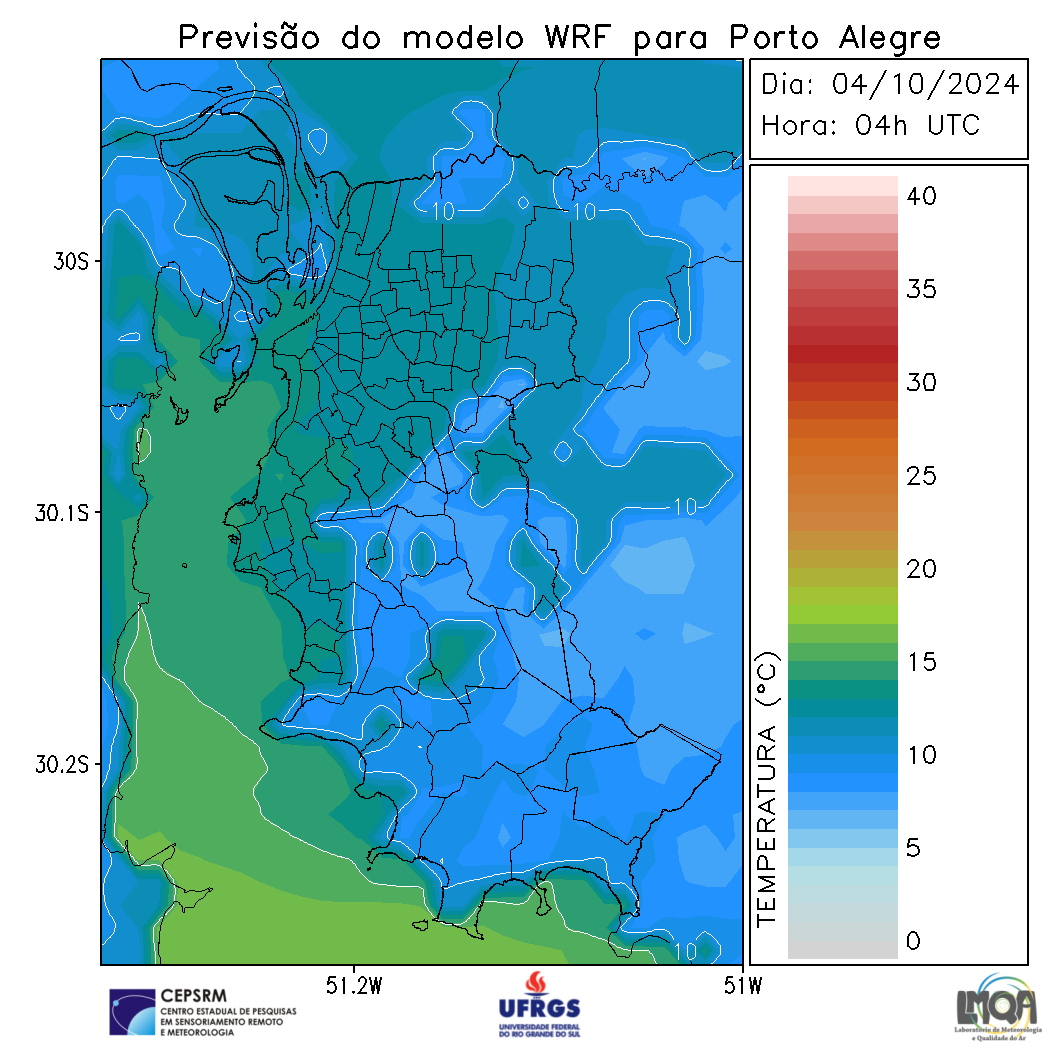 Previsão do modelo WRF para Porto Alegre
Dia: 04/10/2024
Hora: 04h UTC
30S
30.1S
30.2S
51.2W
51W
10
10
10
10
TEMPERATURA (°C)
40
35
30
25
20
15
10
5
0
CEPSRM
CENTRO ESTADUAL DE PESQUISAS
EM SENSORIAMENTO REMOTO
E METEOROLOGIA
UFRGS
UNIVERSIDADE FEDERAL
DO RIO GRANDE DO SUL
LMQA
Laboratório de Meteorologia
e Qualidade do Ar